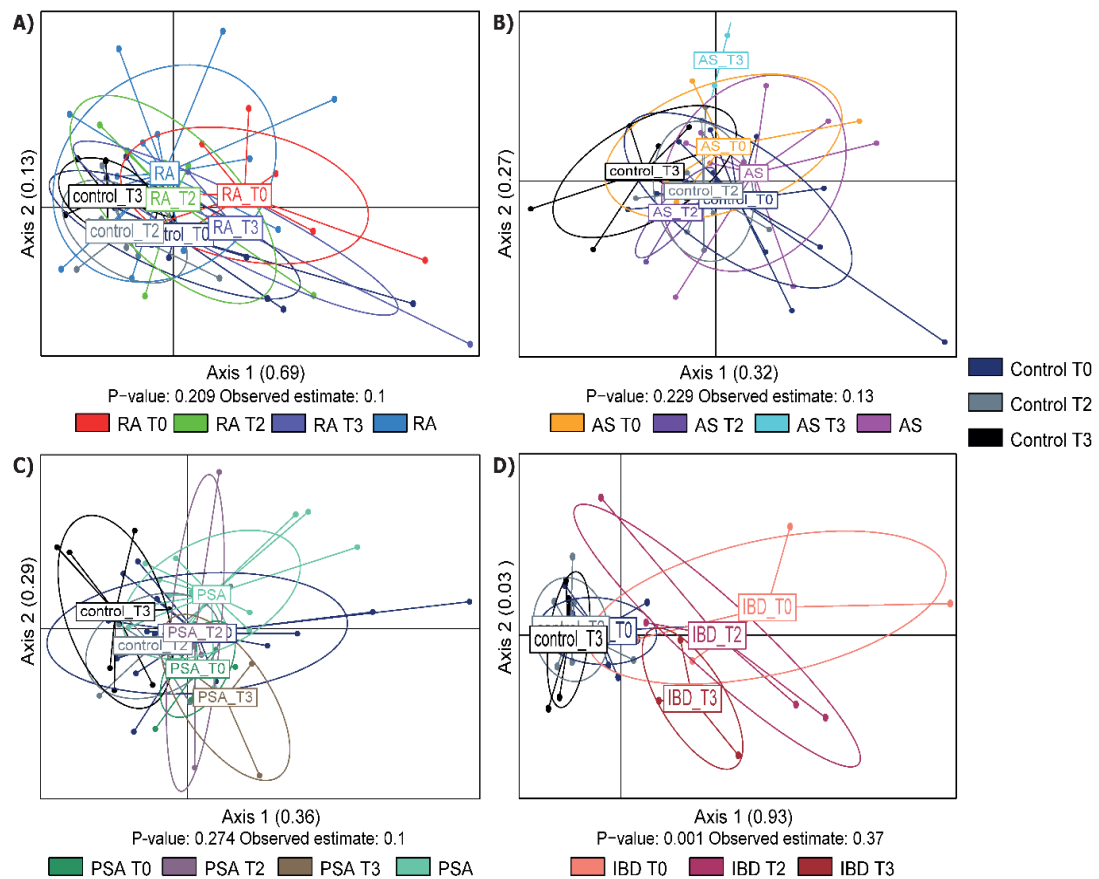 A)
Axis 2 (0.13)
RA
control_T3
RA_T2
RA_T0
control_T2
trol_T0
RA_T3
Axis 1 (0.69)
P-value: 0.209 Observed estimate: 0.1
RA T0 RA T2 RA T3 RA
B)
Axis 2 (0.27)
AS_T3
AS_T0
control_T3
AS
control_T2
control_T0
AS_T2
Axis 1 (0.32)
P-value: 0.229 Observed estimate: 0.13
AS T0 AS T2 AS T3 AS
Control T0
Control T2
Control T3
C)
Axis 2 (0.29)
PSA
control_T3
PSA_T2
control_T2
PSA_T0
PSA_T3
Axis 1 (0.36)
P-value: 0.274 Observed estimate: 0.1
PSA T0 PSA T2 PSA T3 PSA
D)
Axis 2 (0.03)
IBD_T0
_T0
control_T3
IBD_T2
IBD_T3
Axis 1 (0.93)
P-value: 0.001 Observed estimate: 0.37
IBD T0 IBD T2 IBD T3